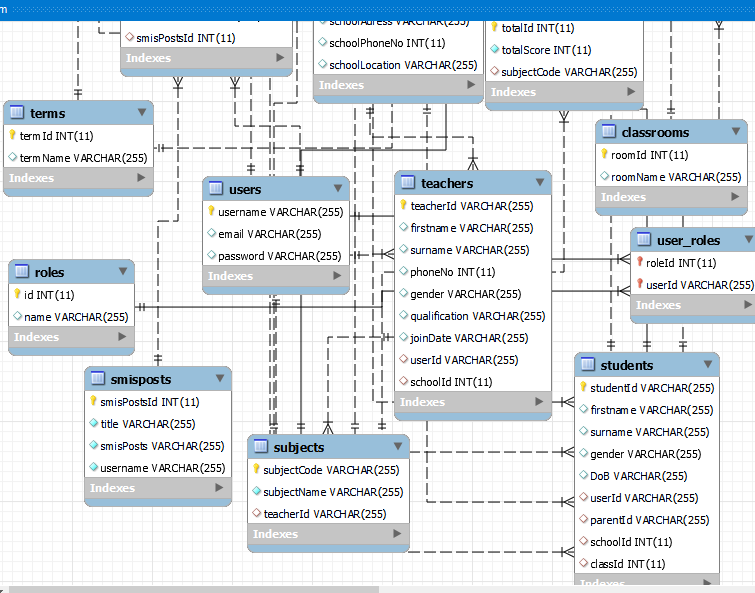 m
smisPostsId INT(11)
Indexes
schoolAdress VARCHAR(255)
schoolPhoneNo INT(11)
schoolLocation VARCHAR(255)
Indexes
totalId INT(11)
totalScore INT(11)
subjectCode VARCHAR(255)
Indexes
terms
termId INT(11)
termName VARCHAR(255)
Indexes
classrooms
roomId INT(11)
roomName VARCHAR(255)
Indexes
users
username VARCHAR(255)
email VARCHAR(255)
password VARCHAR(255)
Indexes
teachers
teacherId VARCHAR(255)
firstname VARCHAR(255)
surname VARCHAR(255)
phoneNo INT(11)
gender VARCHAR(255)
qualification VARCHAR(255)
joinDate VARCHAR(255)
userId VARCHAR(255)
schoolId INT(11)
Indexes
user_roles
roleId INT(11)
userId VARCHAR(255)
Indexes
roles
id INT(11)
name VARCHAR(255)
Indexes
smisposts
smisPostsId INT(11)
title VARCHAR(255)
smisPosts VARCHAR(255)
username VARCHAR(255)
Indexes
subjects
subjectCode VARCHAR(255)
subjectName VARCHAR(255)
teacherId VARCHAR(255)
Indexes
students
studentId VARCHAR(255)
firstname VARCHAR(255)
surname VARCHAR(255)
gender VARCHAR(255)
DoB VARCHAR(255)
userId VARCHAR(255)
parentId VARCHAR(255)
schoolId INT(11)
classId INT(11)
Indexes